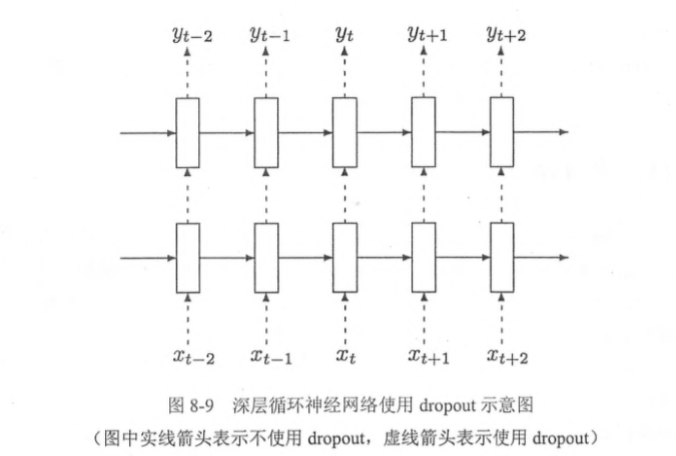 y_{t−2} y_{t−1} y_t y_{t+1} y_{t+2}
x_{t−2} x_{t−1} x_t x_{t+1} x_{t+2}
图 8-9 深层循环神经网络使用 dropout 示意图
（图中实线箭头表示不使用 dropout，虚线箭头表示使用 dropout）